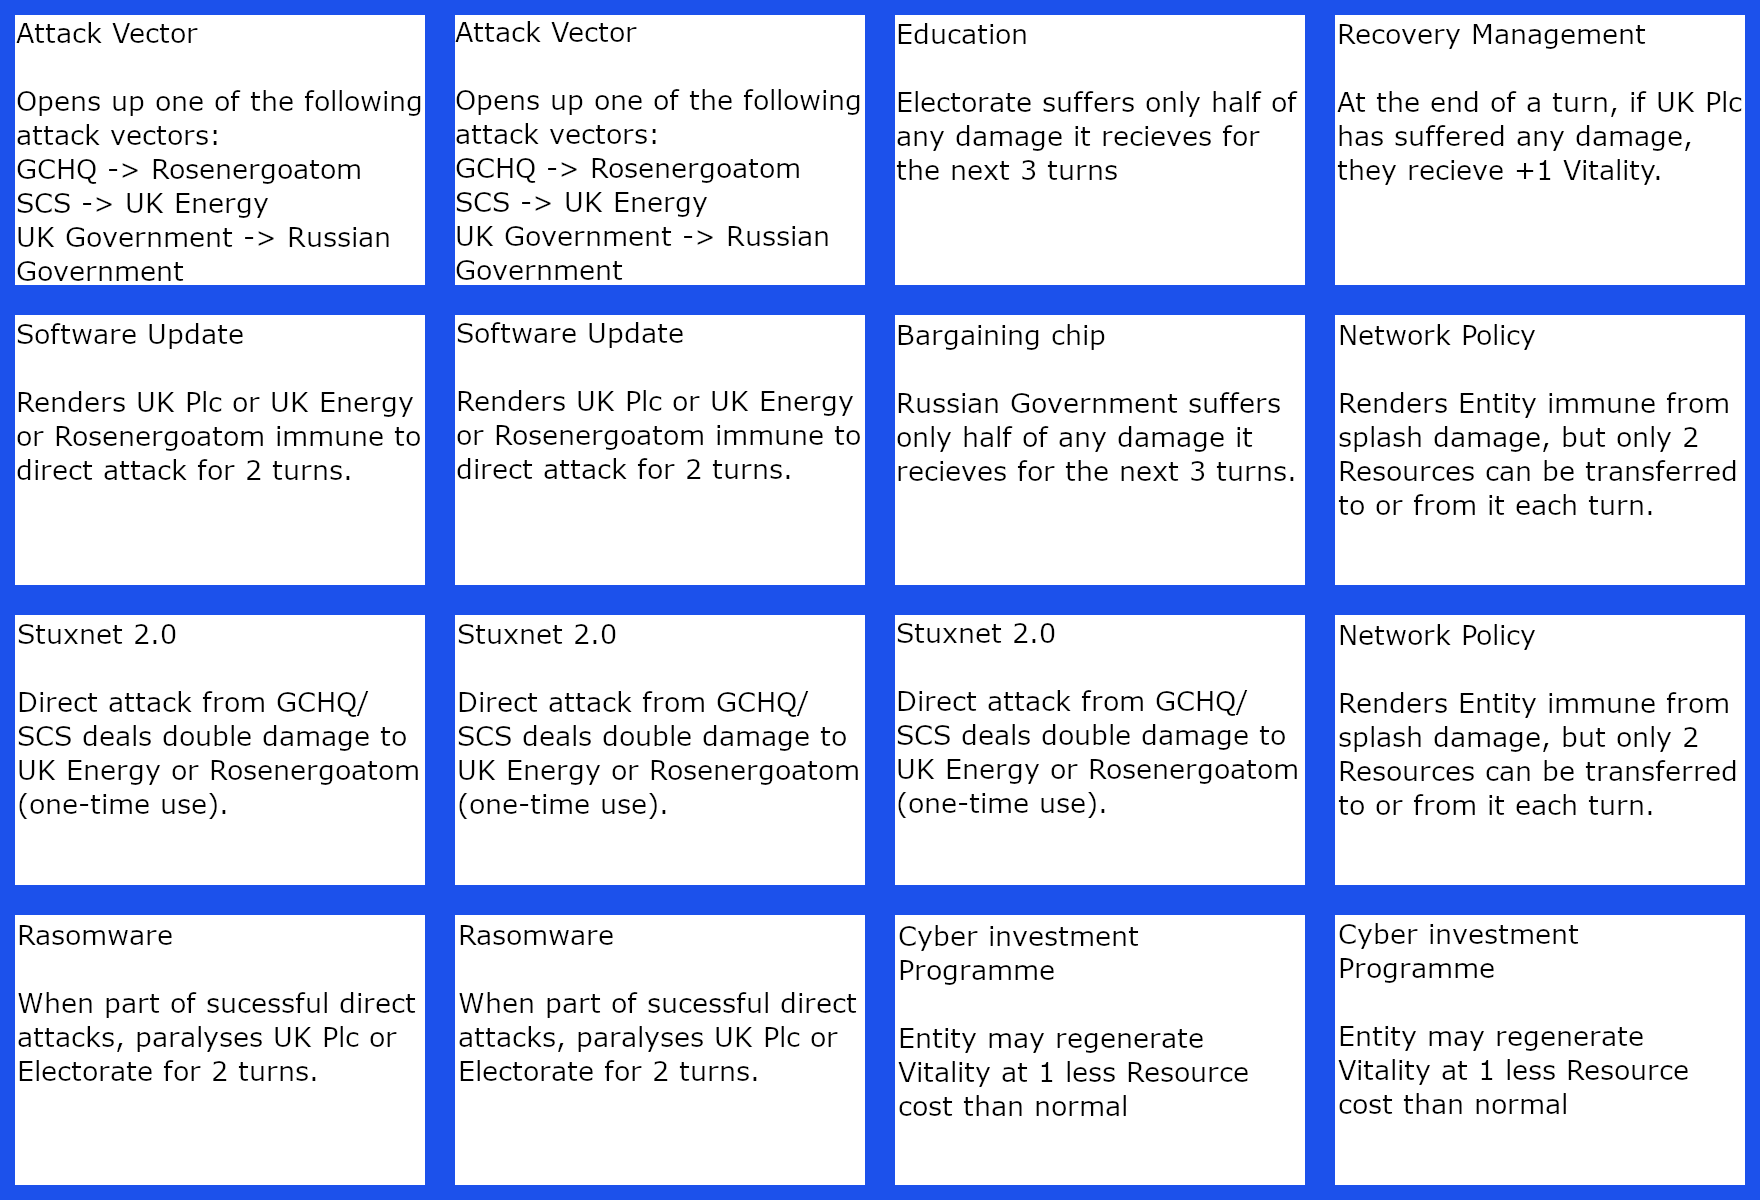 Attack Vector
Opens up one of the following
attack vectors:
GCHQ -> Rosenergoatom
SCS -> UK Energy
UK Government -> Russian
Government
Attack Vector
Opens up one of the following
attack vectors:
GCHQ -> Rosenergoatom
SCS -> UK Energy
UK Government -> Russian
Government
Education
Electorate suffers only half of
any damage it recieves for
the next 3 turns
Recovery Management
At the end of a turn, if UK Plc
has suffered any damage,
they recieve +1 Vitality.
Software Update
Renders UK Plc or UK Energy
or Rosenergoatom immune to
direct attack for 2 turns.
Software Update
Renders UK Plc or UK Energy
or Rosenergoatom immune to
direct attack for 2 turns.
Bargaining chip
Russian Government suffers
only half of any damage it
recieves for the next 3 turns.
Network Policy
Renders Entity immune from
splash damage, but only 2
Resources can be transferred
to or from it each turn.
Stuxnet 2.0
Direct attack from GCHQ/
SCS deals double damage to
UK Energy or Rosenergoatom
(one-time use).
Stuxnet 2.0
Direct attack from GCHQ/
SCS deals double damage to
UK Energy or Rosenergoatom
(one-time use).
Stuxnet 2.0
Direct attack from GCHQ/
SCS deals double damage to
UK Energy or Rosenergoatom
(one-time use).
Network Policy
Renders Entity immune from
splash damage, but only 2
Resources can be transferred
to or from it each turn.
Rasomware
When part of sucessful direct
attacks, paralyses UK Plc or
Electorate for 2 turns.
Rasomware
When part of sucessful direct
attacks, paralyses UK Plc or
Electorate for 2 turns.
Cyber investment
Programme
Entity may regenerate
Vitality at 1 less Resource
cost than normal
Cyber investment
Programme
Entity may regenerate
Vitality at 1 less Resource
cost than normal